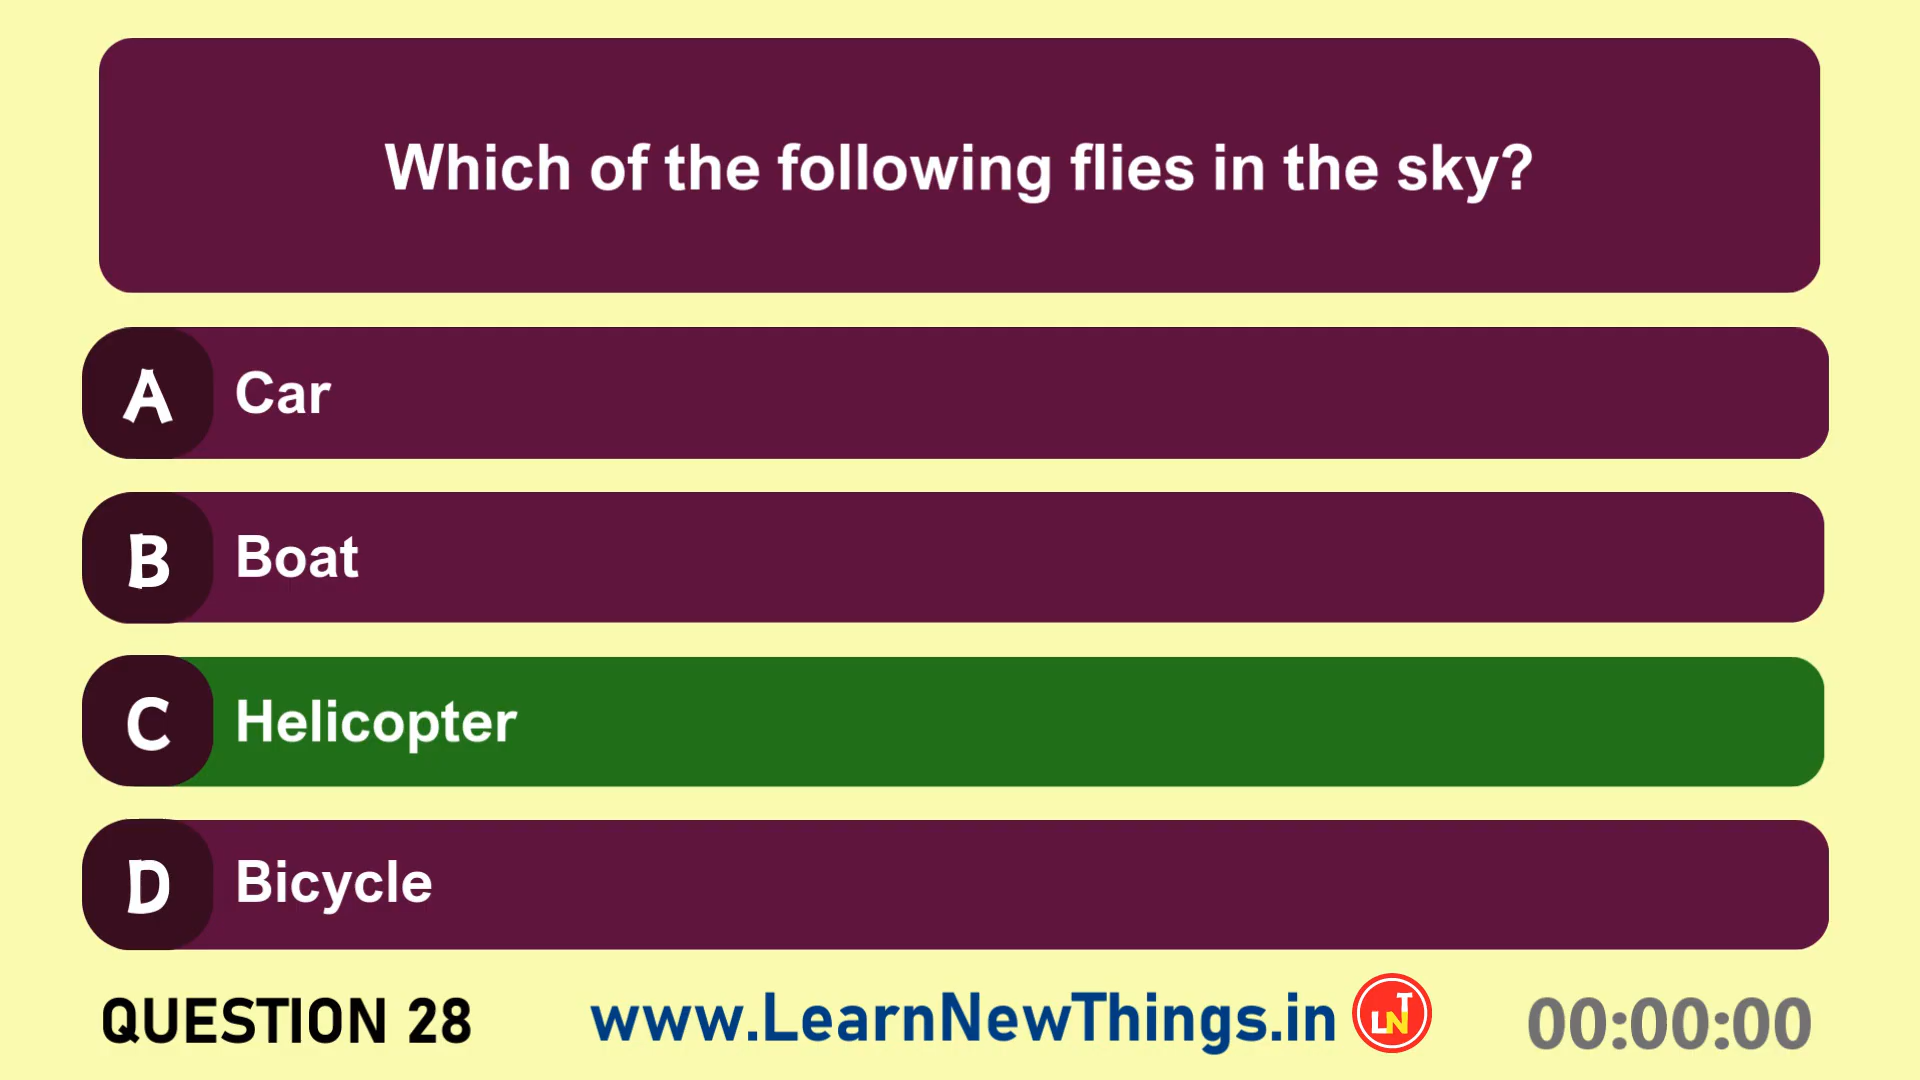 Which of the following flies in the sky?
A Car
B Boat
C Helicopter
D Bicycle
QUESTION 28 www.LearnNewThings.in LNT 00:00:00